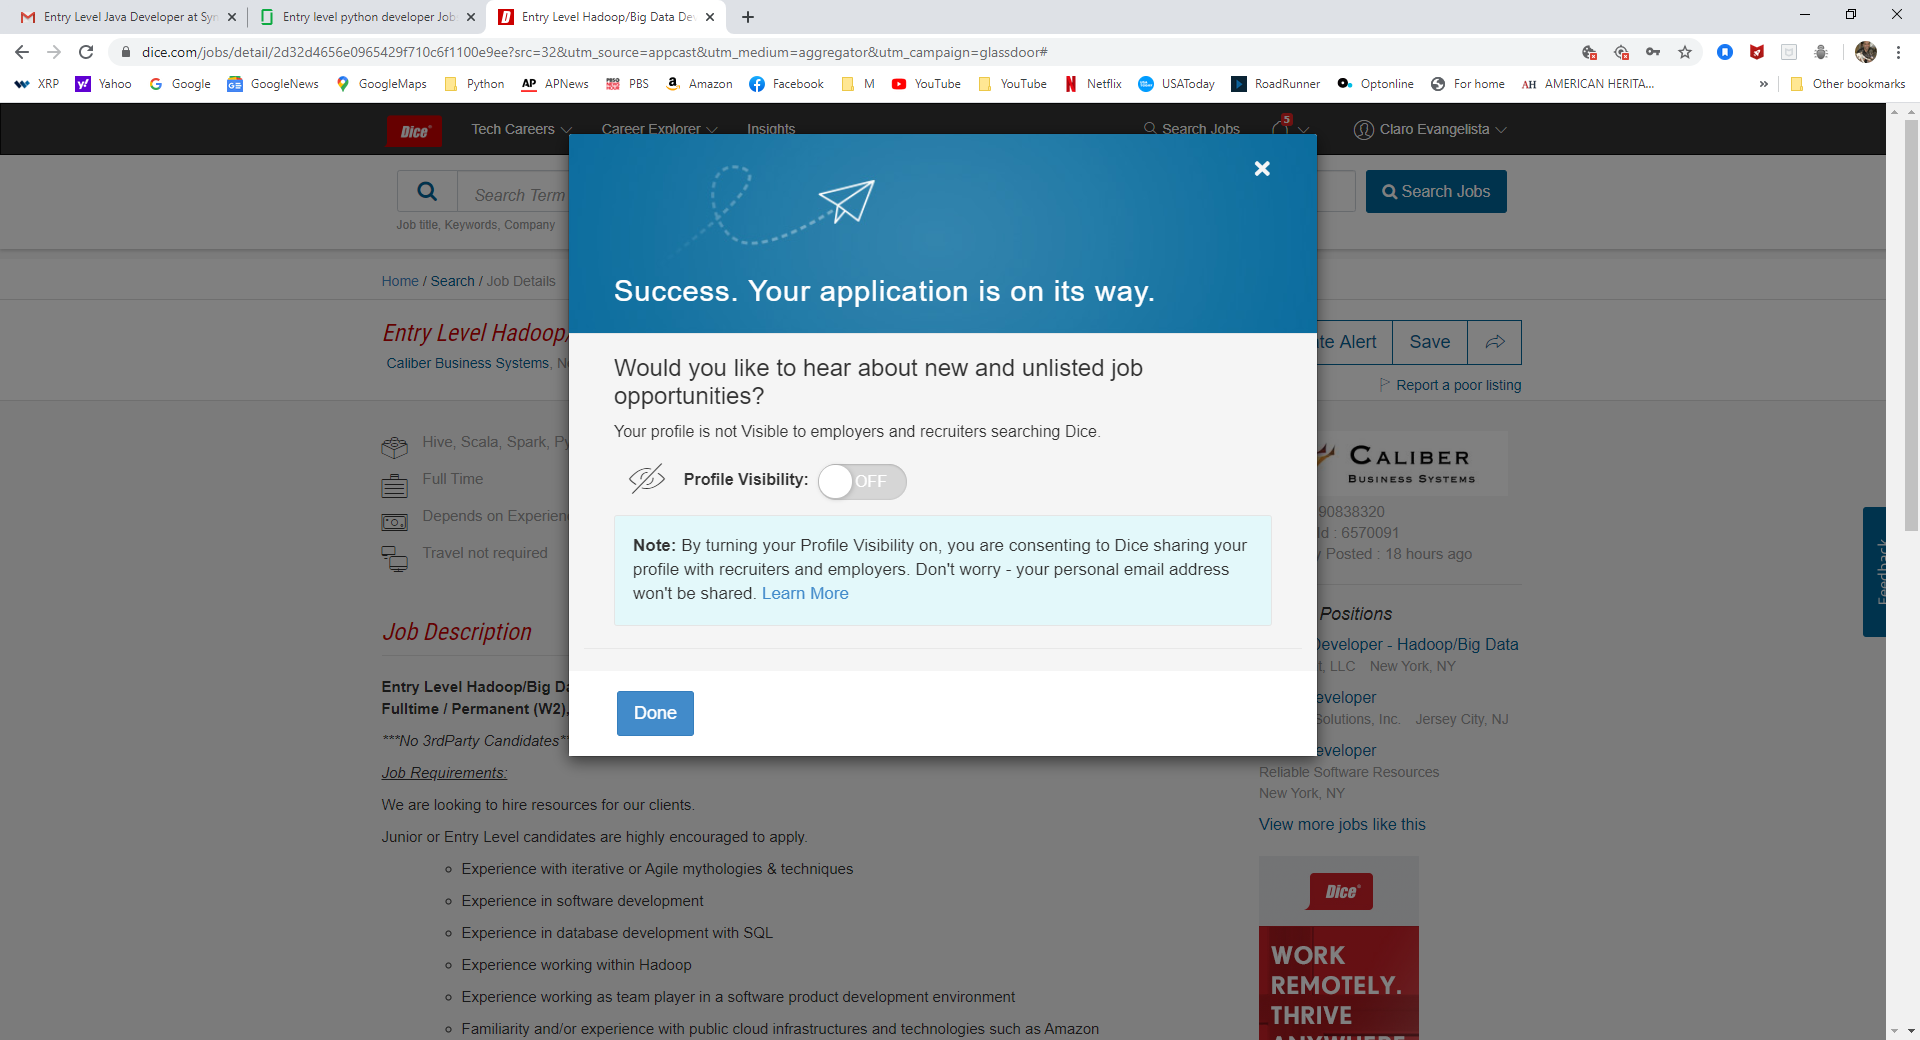 Entry Level Java Developer at Syn
Entry level python developer Job
Entry Level Hadoop/Big Data De
dice.com/jobs/detail/2d32d4656e0965429f710c6f1100e9ee?src=32&utm_source=appcast&utm_medium=aggregator&utm_campaign=glassdoor#
XRP Yahoo Google GoogleNews GoogleMaps Python APNews PBS Amazon Facebook M YouTube YouTube Netflix USAToday RoadRunner Optonline For home AH AMERICAN HERITA... » Other bookmarks
Dice Tech Careers Career Explorer Insights Search Jobs 5 Claro Evangelista
Search Term
Search Jobs
Job title, Keywords, Company
Home / Search / Job Details
Success. Your application is on its way.
Entry Level Hadoop/
Caliber Business Systems,
te Alert Save
Report a poor listing
Would you like to hear about new and unlisted job
opportunities?
Your profile is not Visible to employers and recruiters searching Dice.
Profile Visibility: OFF
Note: By turning your Profile Visibility on, you are consenting to Dice sharing your
profile with recruiters and employers. Don't worry - your personal email address
won't be shared. Learn More
Done
Hive, Scala, Spark, Py
Full Time
Depends on Experien
Travel not required
CALIBER
BUSINESS SYSTEMS
90838320
Id : 6570091
y Posted : 18 hours ago
Feedback
Positions
Developer - Hadoop/Big Data
t, LLC New York, NY
eveloper
Solutions, Inc. Jersey City, NJ
eveloper
Reliable Software Resources
New York, NY
View more jobs like this
Job Description
Entry Level Hadoop/Big Da
Fulltime / Permanent (W2),
***No 3rdParty Candidates**
Job Requirements:
We are looking to hire resources for our clients.
Junior or Entry Level candidates are highly encouraged to apply.
Experience with iterative or Agile mythologies & techniques
Experience in software development
Experience in database development with SQL
Experience working within Hadoop
Experience working as team player in a software product development environment
Familiarity and/or experience with public cloud infrastructures and technologies such as Amazon
Dice
WORK
REMOTELY.
THRIVE
ANYWHERE